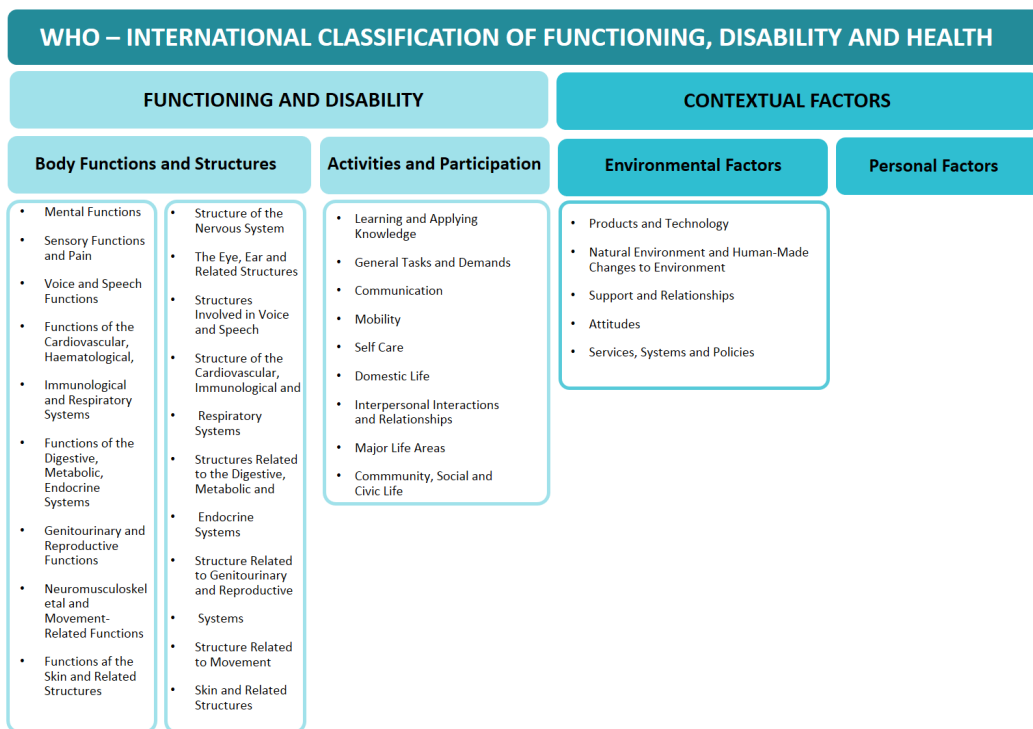 WHO – INTERNATIONAL CLASSIFICATION OF FUNCTIONING, DISABILITY AND HEALTH
FUNCTIONING AND DISABILITY
CONTEXTUAL FACTORS
Body Functions and Structures
Activities and Participation
Environmental Factors
Personal Factors
• Mental Functions
• Sensory Functions
and Pain
• Voice and Speech
Functions
• Functions of the
Cardiovascular,
Haematological,
• Immunological
and Respiratory
Systems
• Functions of the
Digestive,
Metabolic,
Endocrine
Systems
• Genitourinary and
Reproductive
Functions
• Neuromusculoskel
etal and
Movement-
Related Functions
• Functions af the
Skin and Related
Structures
• Structure of the
Nervous System
• The Eye, Ear and
Related Structures
• Structures
Involved in Voice
and Speech
• Structure of the
Cardiovascular,
Immunological and
• Respiratory
Systems
• Structures Related
to the Digestive,
Metabolic and
• Endocrine
Systems
• Structure Related
to Genitourinary
and Reproductive
• Systems
• Structure Related
to Movement
• Skin and Related
Structures
• Learning and Applying
Knowledge
• General Tasks and Demands
• Communication
• Mobility
• Self Care
• Domestic Life
• Interpersonal Interactions
and Relationships
• Major Life Areas
• Commmunity, Social and
Civic Life
• Products and Technology
• Natural Environment and Human-Made
Changes to Environment
• Support and Relationships
• Attitudes
• Services, Systems and Policies